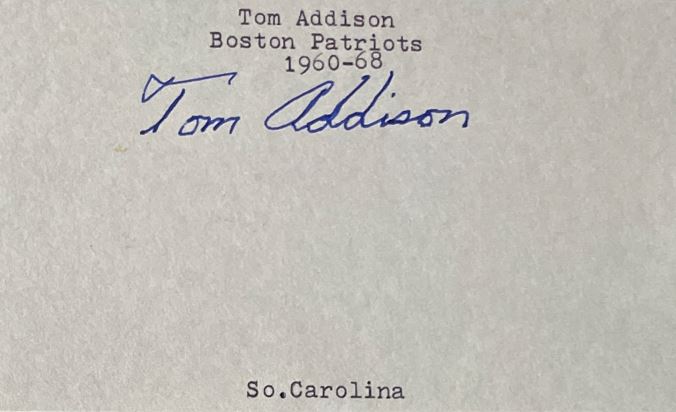 Tom Addison
Boston Patriots
1960-68
Tom Addison
So.Carolina